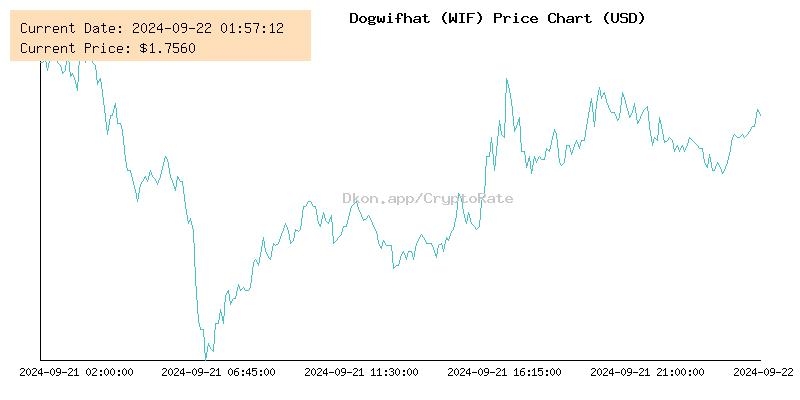 Dogwifhat (WIF) Price Chart (USD)
Current Date: 2024-09-22 01:57:12
Current Price: $1.7560
Dkon.app/CryptoRate
2024-09-21 02:00:00
2024-09-21 06:45:00
2024-09-21 11:30:00
2024-09-21 16:15:00
2024-09-21 21:00:00
2024-09-22